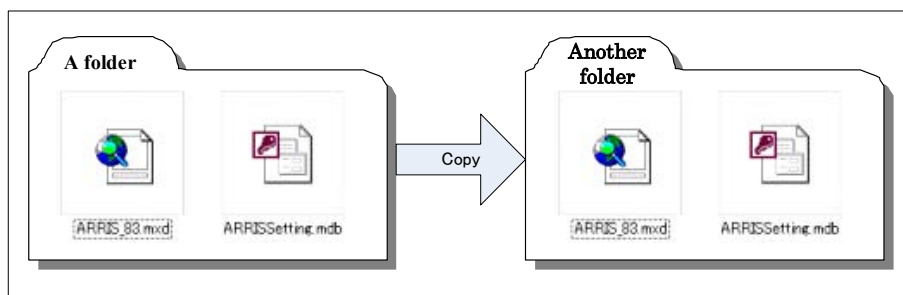 A folder
ARRIS_83.mxd
ARRISSetting.mdb
Copy
Another
folder
ARRIS_83.mxd
ARRISSetting.mdb